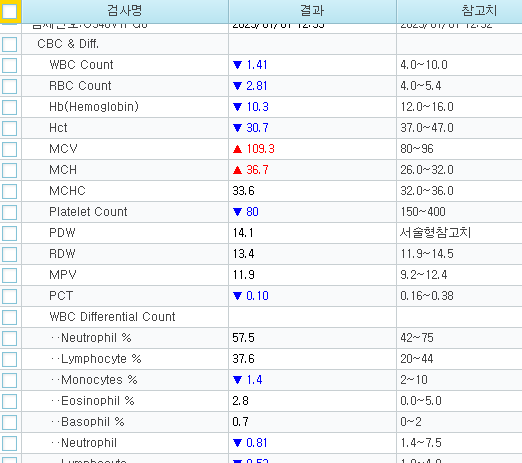 검사명 결과 참고치
CBC & Diff.
WBC Count ▼ 1.41 4.0~10.0
RBC Count ▼ 2.81 4.0~5.4
Hb(Hemoglobin) ▼ 10.3 12.0~16.0
Hct ▼ 30.7 37.0~47.0
MCV ▲ 109.3 80~96
MCH ▲ 36.7 26.0~32.0
MCHC 33.6 32.0~36.0
Platelet Count ▼ 80 150~400
PDW 14.1 서술형참고치
RDW 13.4 11.9~14.5
MPV 11.9 9.2~12.4
PCT ▼ 0.10 0.16~0.38
WBC Differential Count
··Neutrophil % 57.5 42~75
··Lymphocyte % 37.6 20~44
··Monocytes % ▼ 1.4 2~10
··Eosinophil % 2.8 0.0~5.0
··Basophil % 0.7 0~2
··Neutrophil ▼ 0.81 1.4~7.5